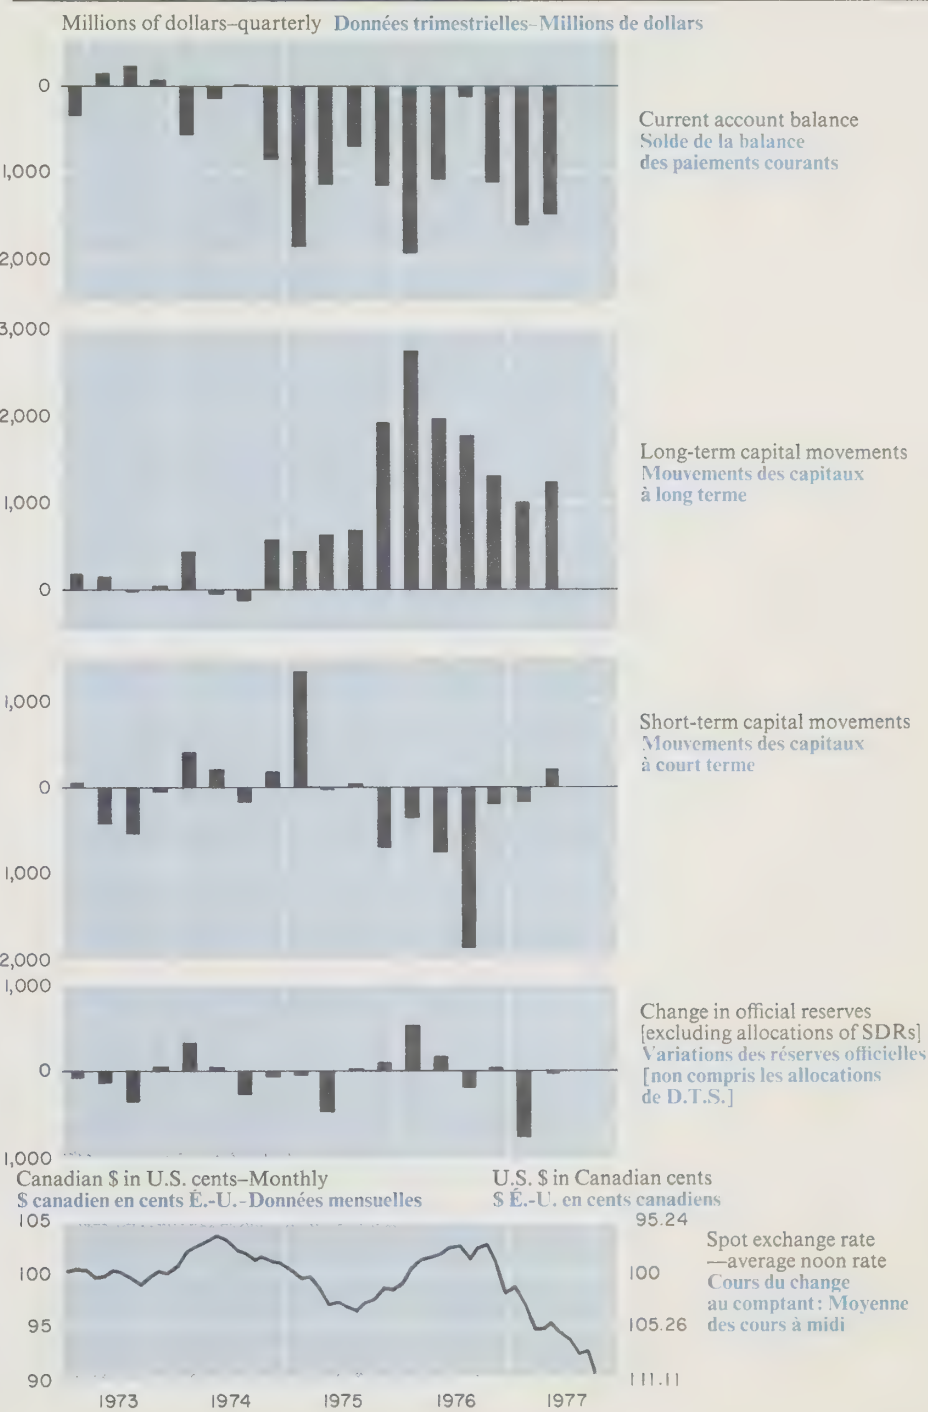 Millions of dollars–quarterly Données trimestrielles–Millions de dollars
0
1,000
2,000
Current account balance
Solde de la balance
des paiements courants
3,000
2,000
1,000
0
Long-term capital movements
Mouvements des capitaux
à long terme
1,000
0
1,000
2,000
Short-term capital movements
Mouvements des capitaux
à court terme
1,000
0
1,000
Change in official reserves
[excluding allocations of SDRs]
Variations des réserves officielles
[non compris les allocations
de D.T.S.]
Canadian $ in U.S. cents–Monthly
$ canadien en cents É.-U.-Données mensuelles
U.S. $ in Canadian cents
$ É.-U. en cents canadiens
105
100
95
90
95.24
100
105.26
111.11
Spot exchange rate
—average noon rate
Cours du change
au comptant: Moyenne
des cours à midi
1973 1974 1975 1976 1977